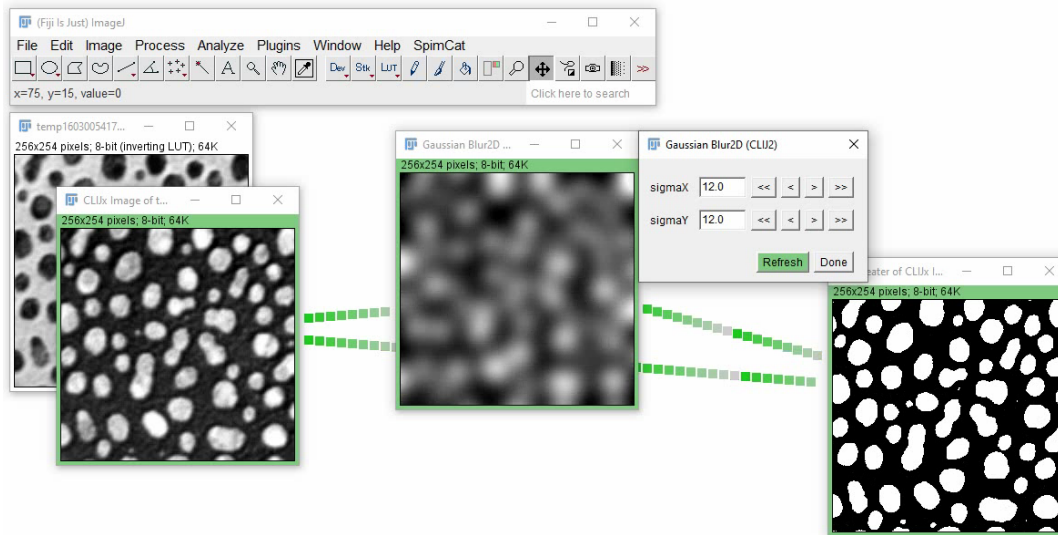 (Fiji Is Just) ImageJ
File Edit Image Process Analyze Plugins Window Help SpimCat
Dev Stk LUT >>
x=75, y=15, value=0
Click here to search
temp1603005417...
256x254 pixels; 8-bit (inverting LUT); 64K
CLIJx Image of t...
256x254 pixels; 8-bit; 64K
Gaussian Blur2D ...
256x254 pixels; 8-bit; 64K
Gaussian Blur2D (CLIJ2)
sigmaX 12.0 << < > >>
sigmaY 12.0 << < > >>
Refresh Done
eater of CLIJx I...
256x254 pixels; 8-bit; 64K